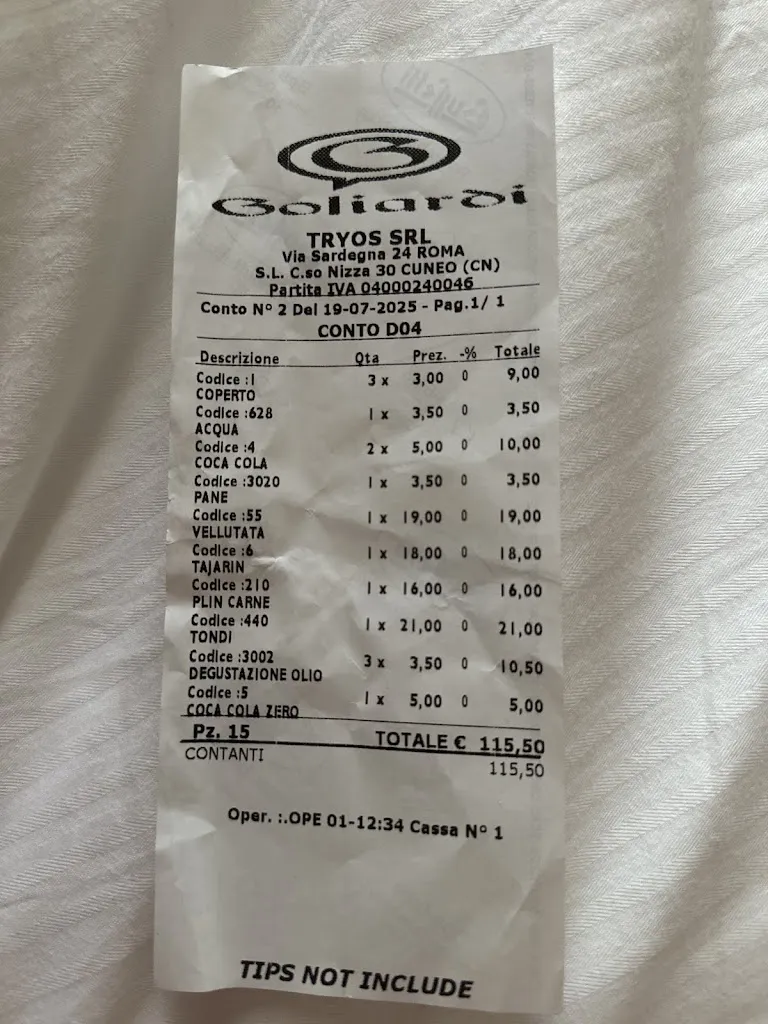 Goliardi
TRYOS SRL
Via Sardegna 24 ROMA
S.L. C.so Nizza 30 CUNEO (CN)
Partita IVA 04000240046
Conto N° 2 Del 19-07-2025 - Pag.1/ 1
CONTO D04
Descrizione Qta Prez. -% Totale
Codice :1 3 x 3,00 0 9,00
COPERTO
Codice :628 1 x 3,50 0 3,50
ACQUA
Codice :4 2 x 5,00 0 10,00
COCA COLA
Codice :3020 1 x 3,50 0 3,50
PANE
Codice :55 1 x 19,00 0 19,00
VELLUTATA
Codice :6 1 x 18,00 0 18,00
TAJARIN
Codice :210 1 x 16,00 0 16,00
PLIN CARNE
Codice :440 1 x 21,00 0 21,00
TONDI
Codice :3002 3 x 3,50 0 10,50
DEGUSTAZIONE OLIO
Codice :5 1 x 5,00 0 5,00
COCA COLA ZERO
Pz. 15 TOTALE € 115,50
CONTANTI 115,50
Oper. :.OPE 01-12:34 Cassa N° 1
TIPS NOT INCLUDE